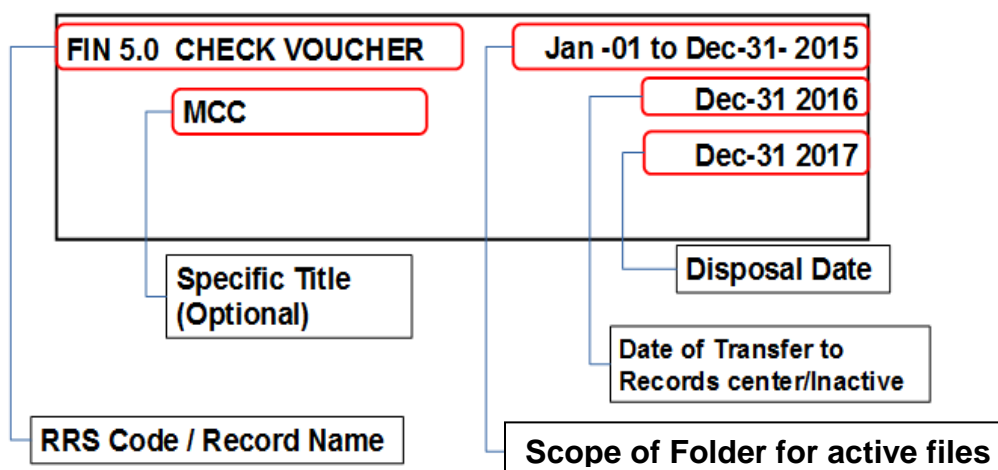 FIN 5.0 CHECK VOUCHER
Jan -01 to Dec-31- 2015
MCC
Dec-31 2016
Dec-31 2017
Specific Title
(Optional)
Disposal Date
Date of Transfer to
Records center/Inactive
RRS Code / Record Name
Scope of Folder for active files